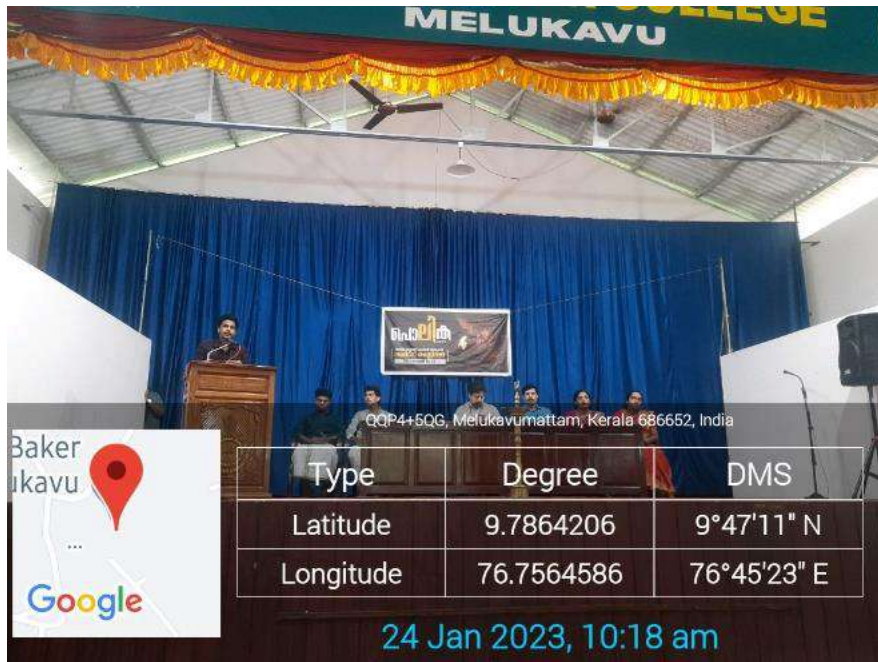 COLLEGE
MELUKAVU
പൊലിക
QQP4+5QG, Melukavumattam, Kerala 686652, India
Baker
ukavu
Type Degree DMS
Latitude 9.7864206 9°47'11" N
Longitude 76.7564586 76°45'23" E
Google
24 Jan 2023, 10:18 am